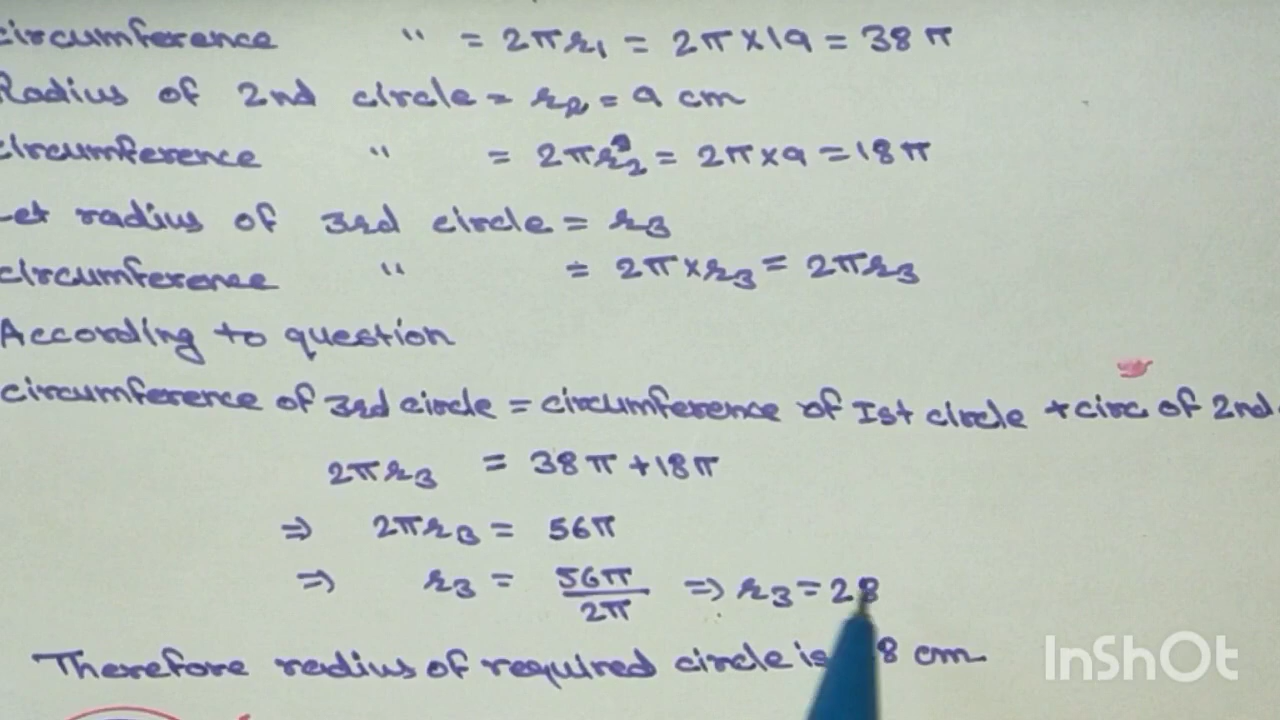 circumference " = 2πr₁ = 2π×19 = 38π
Radius of 2nd circle = r₂ = 9 cm
circumference " = 2πr₂ = 2π×9 = 18π
Let radius of 3rd circle = r₃
circumference " = 2π×r₃ = 2πr₃
According to question
circumference of 3rd circle = circumference of Ist circle + circ of 2nd
2πr₃ = 38π+18π
⇒ 2πr₃ = 56π
⇒ r₃ = 56π/2π ⇒ r₃ = 28
Therefore radius of required circle is 8 cm
InShOt